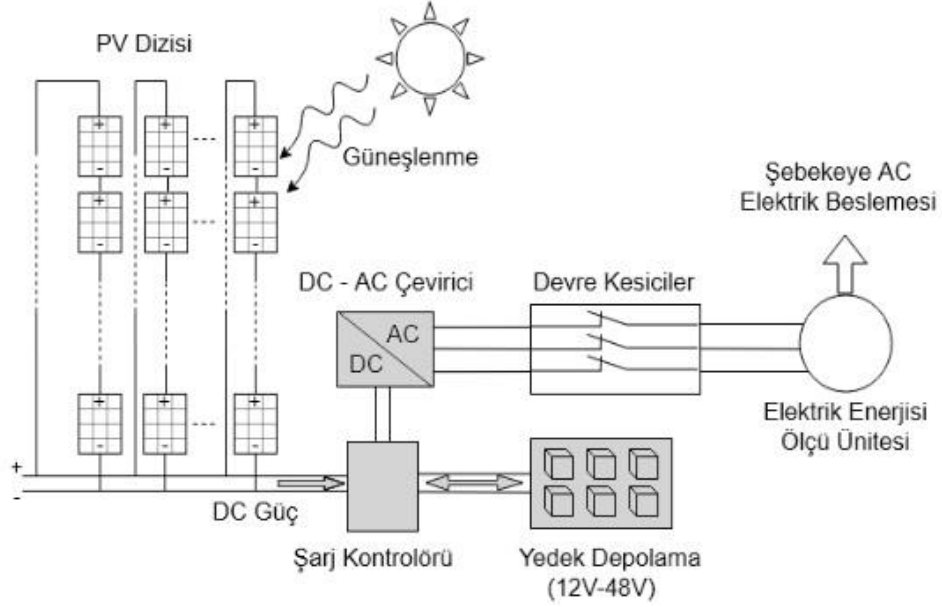 PV Dizisi
Güneşlenme
Şebekeye AC
Elektrik Beslemesi
DC - AC Çevirici
Devre Kesiciler
AC
DC
Elektrik Enerjisi
Ölçü Ünitesi
+
-
+
-
+
-
+
-
+
-
+
-
+
-
+
-
+
-
+
-
DC Güç
Şarj Kontrolörü
Yedek Depolama
(12V-48V)